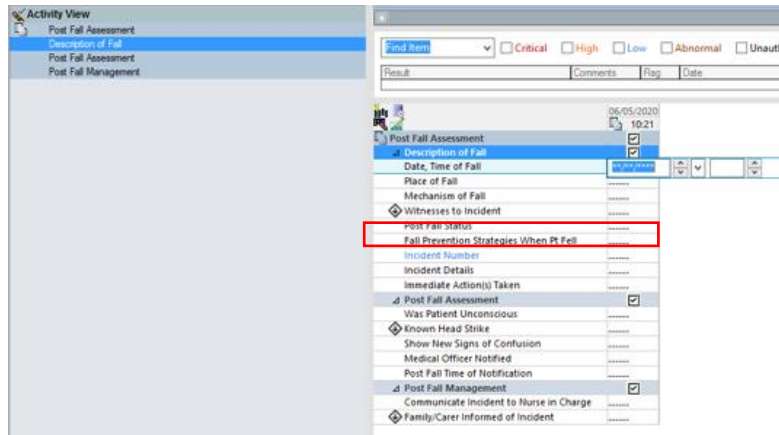 Activity View
Post Fall Assessment
Description of Fall
Post Fall Assessment
Post Fall Management
Find Item
Critical
High
Low
Abnormal
Unauth
Result
Comments
Flag
Date
06/05/2020
10:21
Post Fall Assessment
Description of Fall
Date, Time of Fall
**/**/****
Place of Fall
Mechanism of Fall
Witnesses to Incident
Post Fall Status
Fall Prevention Strategies When Pt Fell
Incident Number
Incident Details
Immediate Action(s) Taken
Post Fall Assessment
Was Patient Unconscious
Known Head Strike
Show New Signs of Confusion
Medical Officer Notified
Post Fall Time of Notification
Post Fall Management
Communicate Incident to Nurse in Charge
Family/Carer Informed of Incident